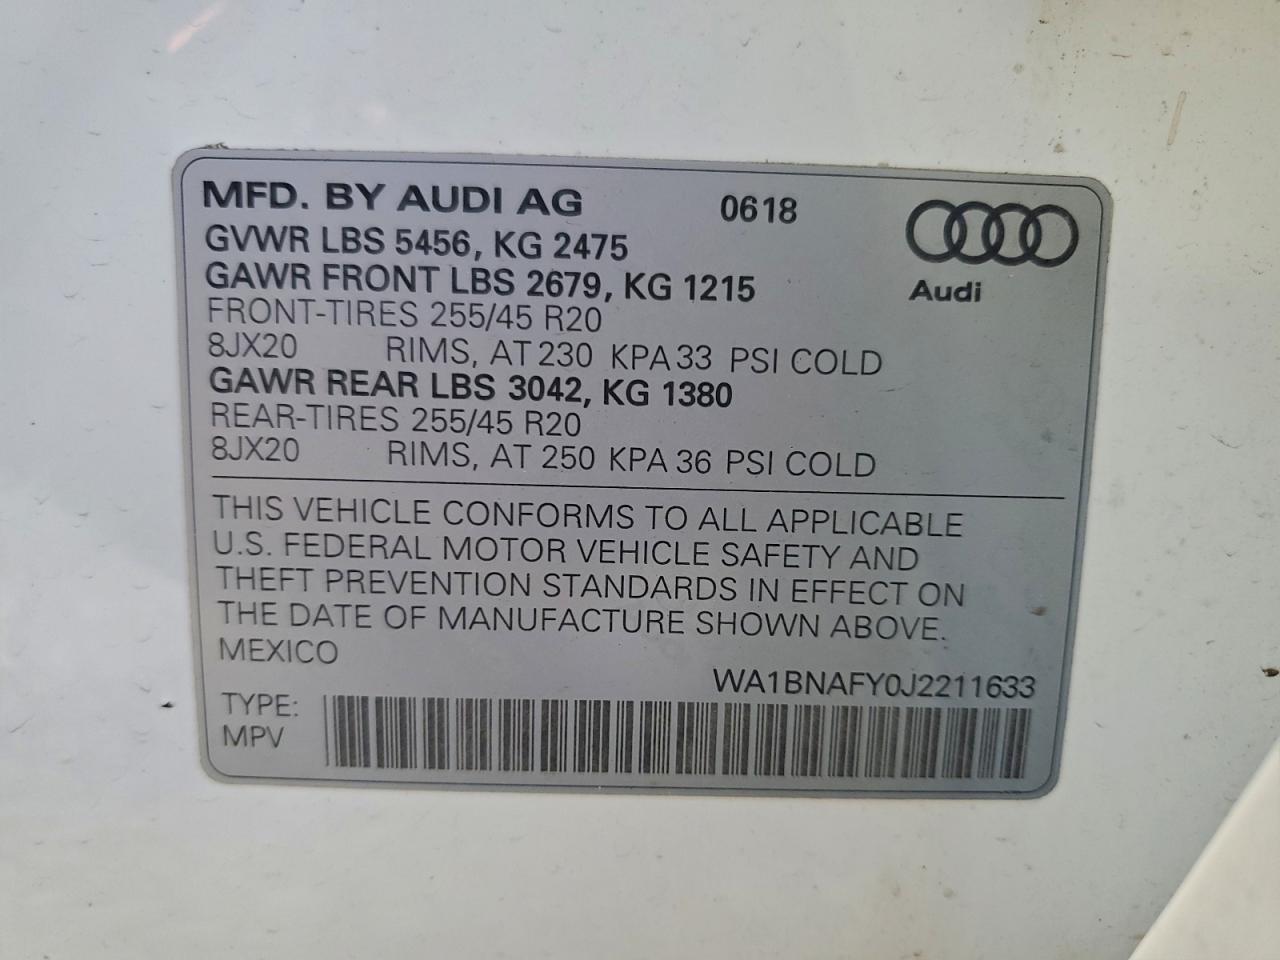 MFD. BY AUDI AG 0618
GVWR LBS 5456, KG 2475
GAWR FRONT LBS 2679, KG 1215
Audi
FRONT-TIRES 255/45 R20
8JX20 RIMS, AT 230 KPA 33 PSI COLD
GAWR REAR LBS 3042, KG 1380
REAR-TIRES 255/45 R20
8JX20 RIMS, AT 250 KPA 36 PSI COLD
THIS VEHICLE CONFORMS TO ALL APPLICABLE
U.S. FEDERAL MOTOR VEHICLE SAFETY AND
THEFT PREVENTION STANDARDS IN EFFECT ON
THE DATE OF MANUFACTURE SHOWN ABOVE.
MEXICO
WA1BNAFY0J2211633
TYPE:
MPV